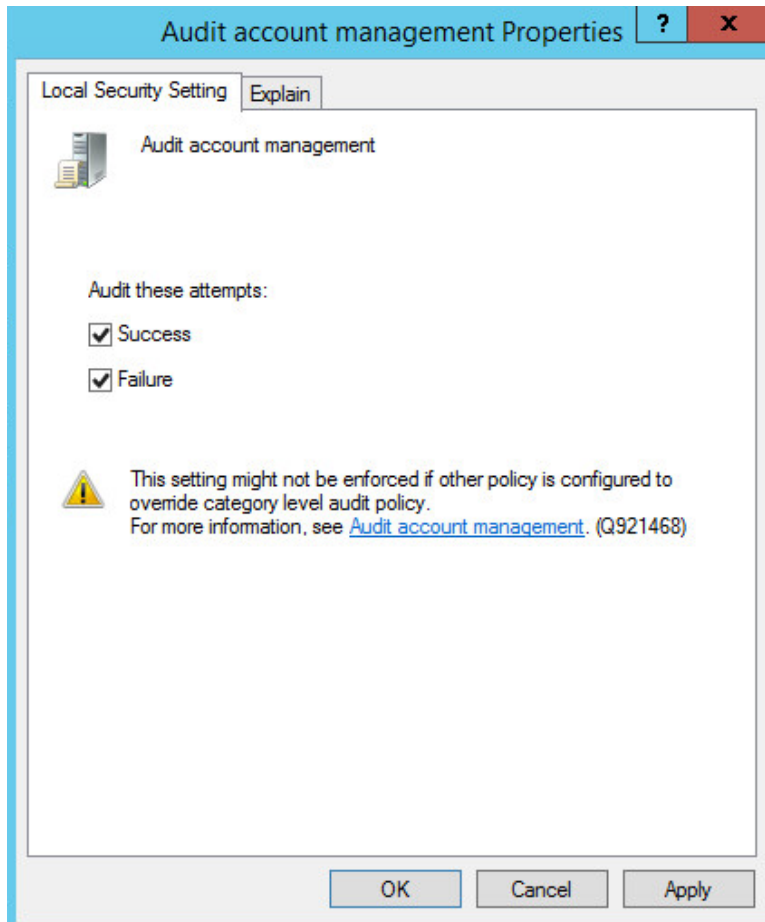 Audit account management Properties
?
x
Local Security Setting
Explain
Audit account management
Audit these attempts:
Success
Failure
This setting might not be enforced if other policy is configured to
override category level audit policy.
For more information, see Audit account management. (Q921468)
OK
Cancel
Apply